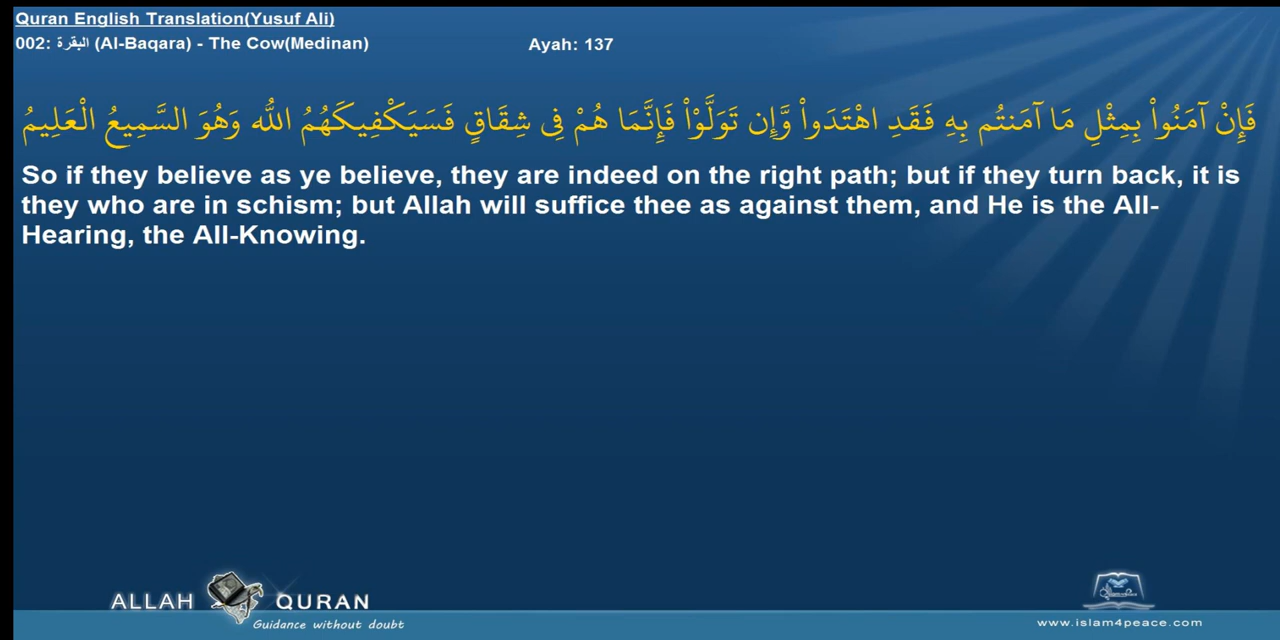 Quran English Translation(Yusuf Ali)
002: البقرة (Al-Baqara) - The Cow(Medinan) Ayah: 137
فَإِنْ آمَنُواْ بِمِثْلِ مَا آمَنتُم بِهِ فَقَدِ اهْتَدَواْ وَّإِن تَوَلَّوْاْ فَإِنَّمَا هُمْ فِي شِقَاقٍ فَسَيَكْفِيكَهُمُ اللّهُ وَهُوَ السَّمِيعُ الْعَلِيمُ
So if they believe as ye believe, they are indeed on the right path; but if they turn back, it is
they who are in schism; but Allah will suffice thee as against them, and He is the All-
Hearing, the All-Knowing.
ALLAH QURAN
Guidance without doubt
www.islam4peace.com